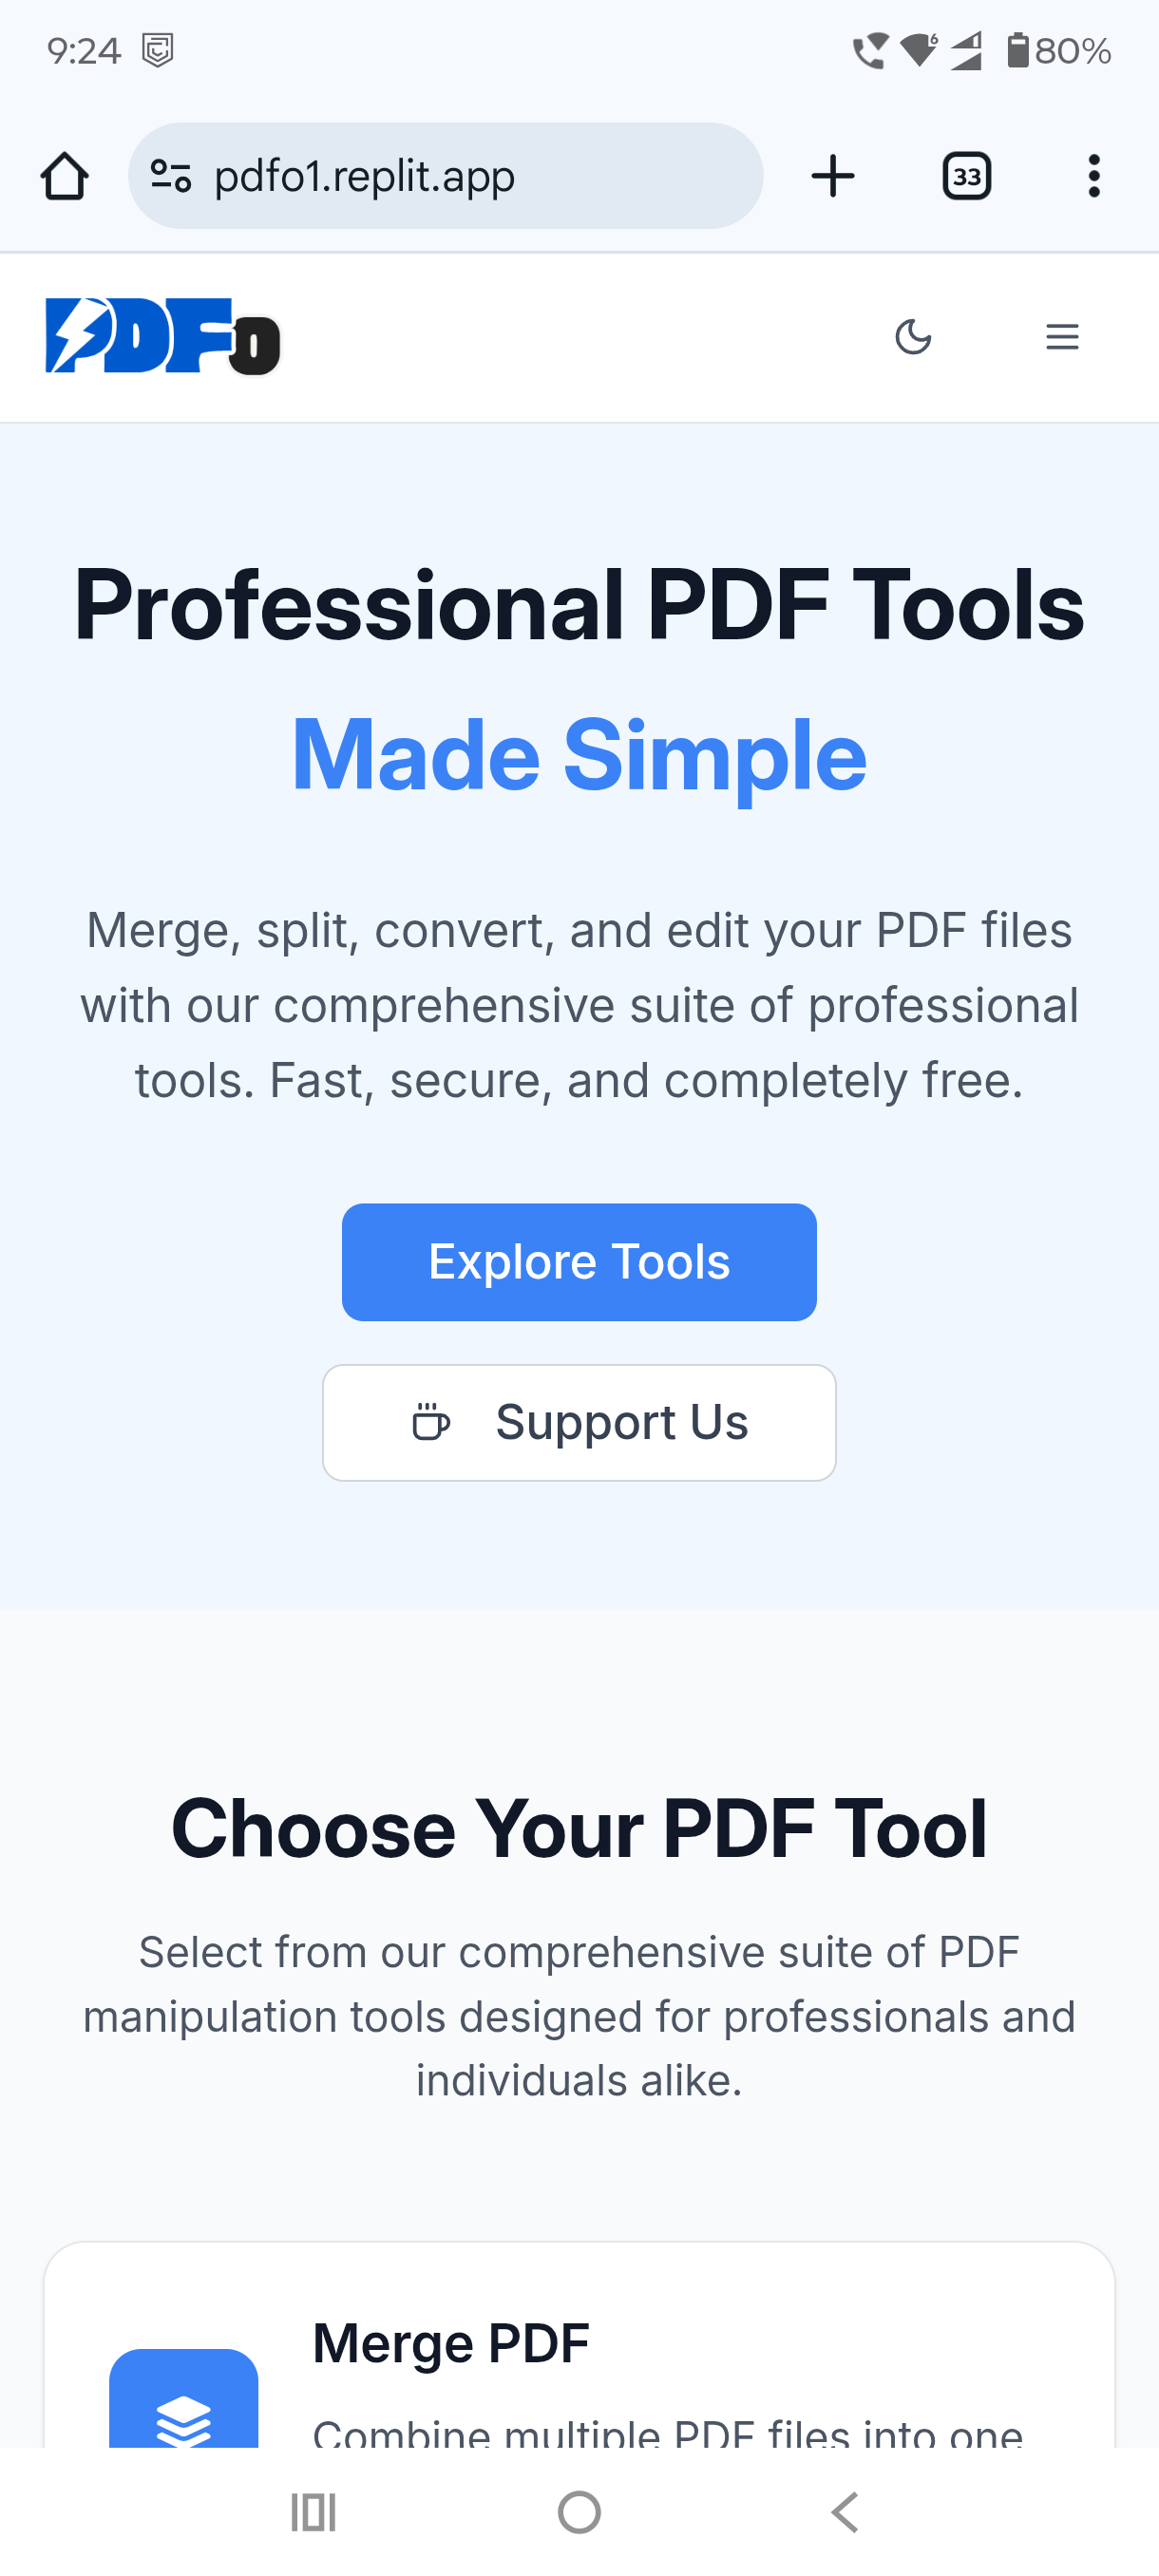 9:24
6
80%
pdfo1.replit.app
33
PDFo
Professional PDF Tools
Made Simple
Merge, split, convert, and edit your PDF files
with our comprehensive suite of professional
tools. Fast, secure, and completely free.
Explore Tools
Support Us
Choose Your PDF Tool
Select from our comprehensive suite of PDF
manipulation tools designed for professionals and
individuals alike.
Merge PDF
Combine multiple PDF files into one